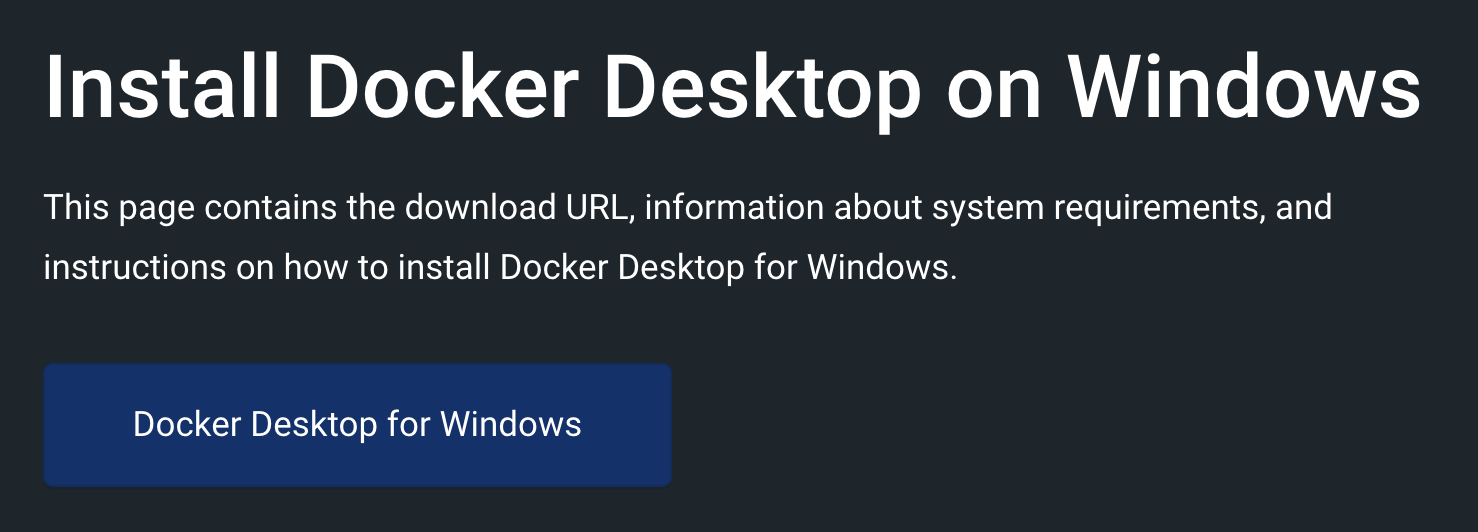 Install Docker Desktop on Windows
This page contains the download URL, information about system requirements, and
instructions on how to install Docker Desktop for Windows.
Docker Desktop for Windows